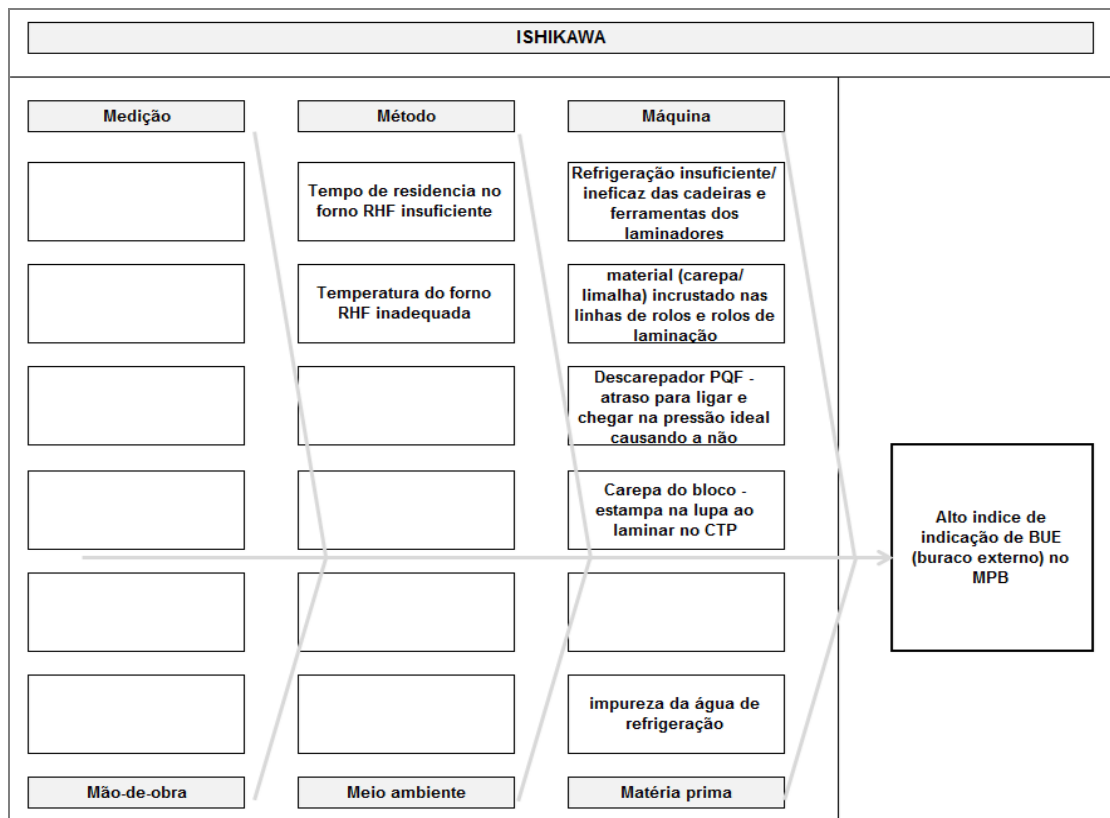 ISHIKAWA
Medição
Método
Máquina
Tempo de residencia no
forno RHF insuficiente
Refrigeração insuficiente/
ineficaz das cadeiras e
ferramentas dos
laminadores
Temperatura do forno
RHF inadequada
material (carepa/
limalha) incrustado nas
linhas de rolos e rolos de
laminação
Descarepador PQF -
atraso para ligar e
chegar na pressão ideal
causando a não
Carepa do bloco -
estampa na lupa ao
laminar no CTP
Alto indice de
indicação de BUE
(buraco externo) no
MPB
impureza da água de
refrigeração
Mão-de-obra
Meio ambiente
Matéria prima